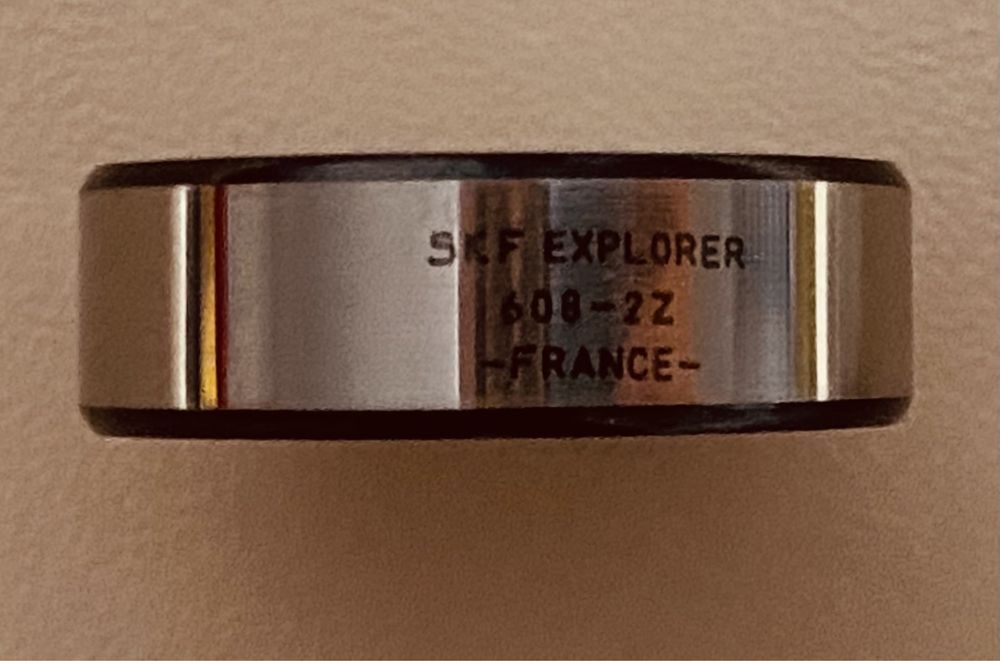 SKF EXPLORER
608-2Z
-FRANCE-